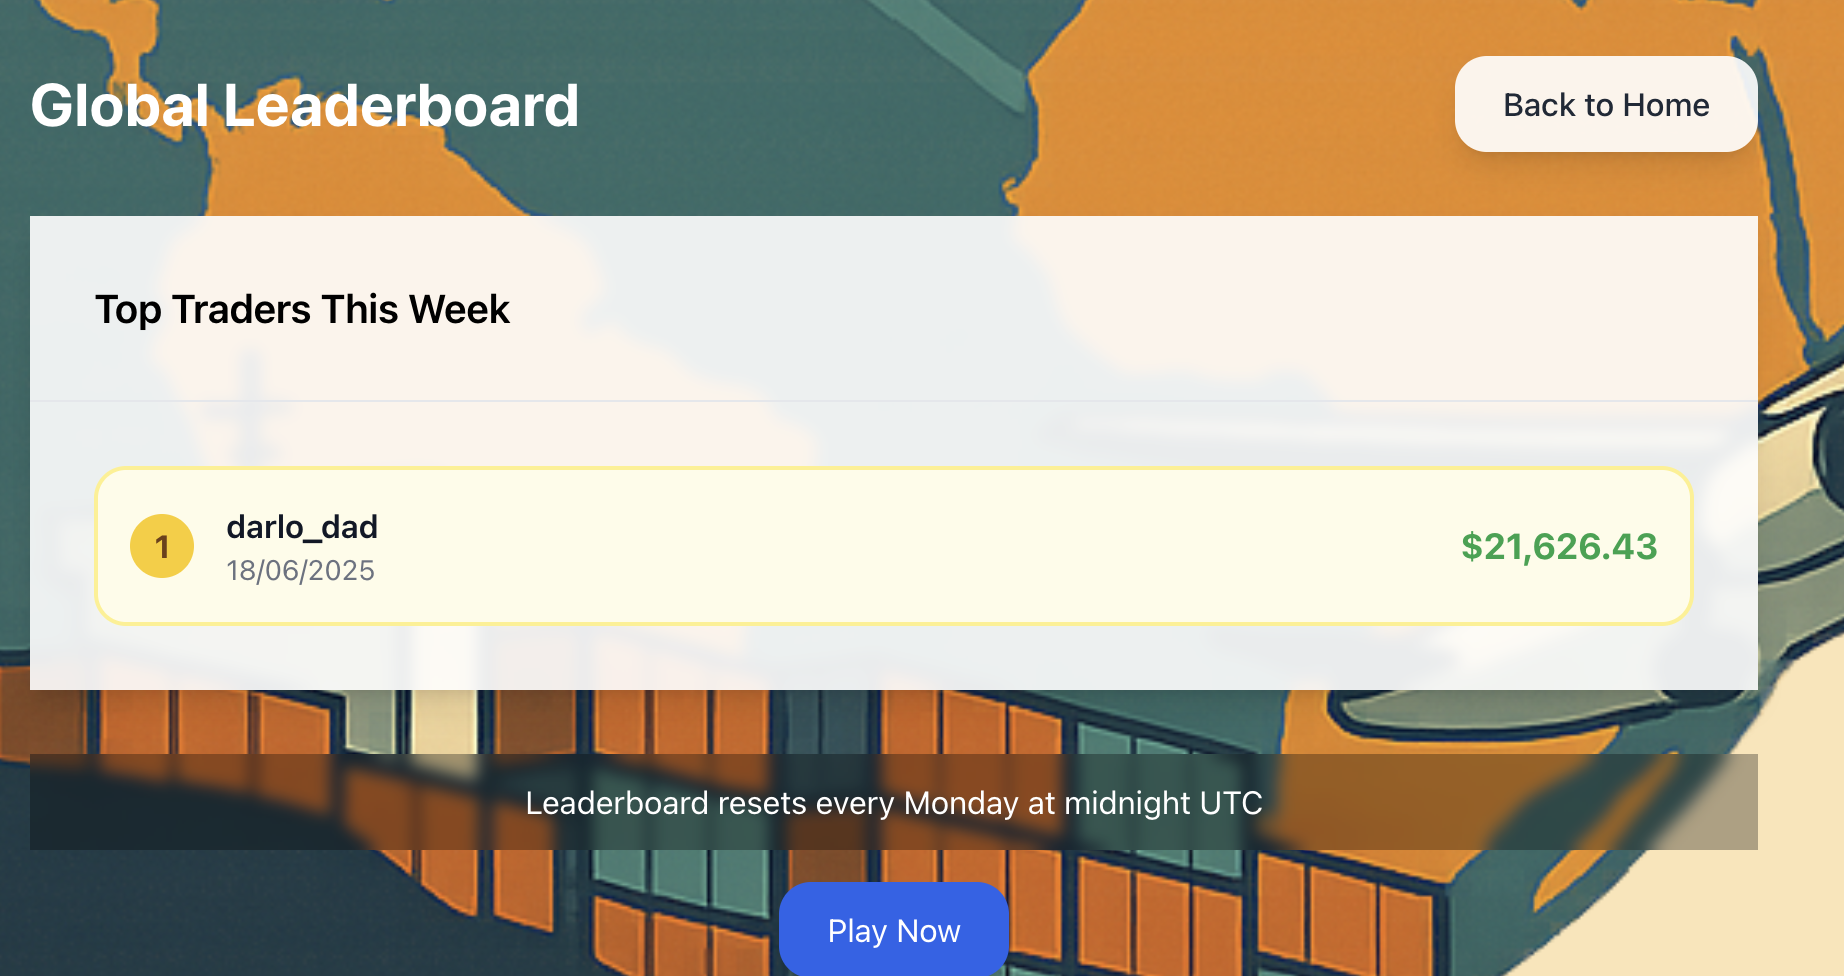 Global Leaderboard
Back to Home
Top Traders This Week
1
darlo_dad
18/06/2025
$21,626.43
Leaderboard resets every Monday at midnight UTC
Play Now